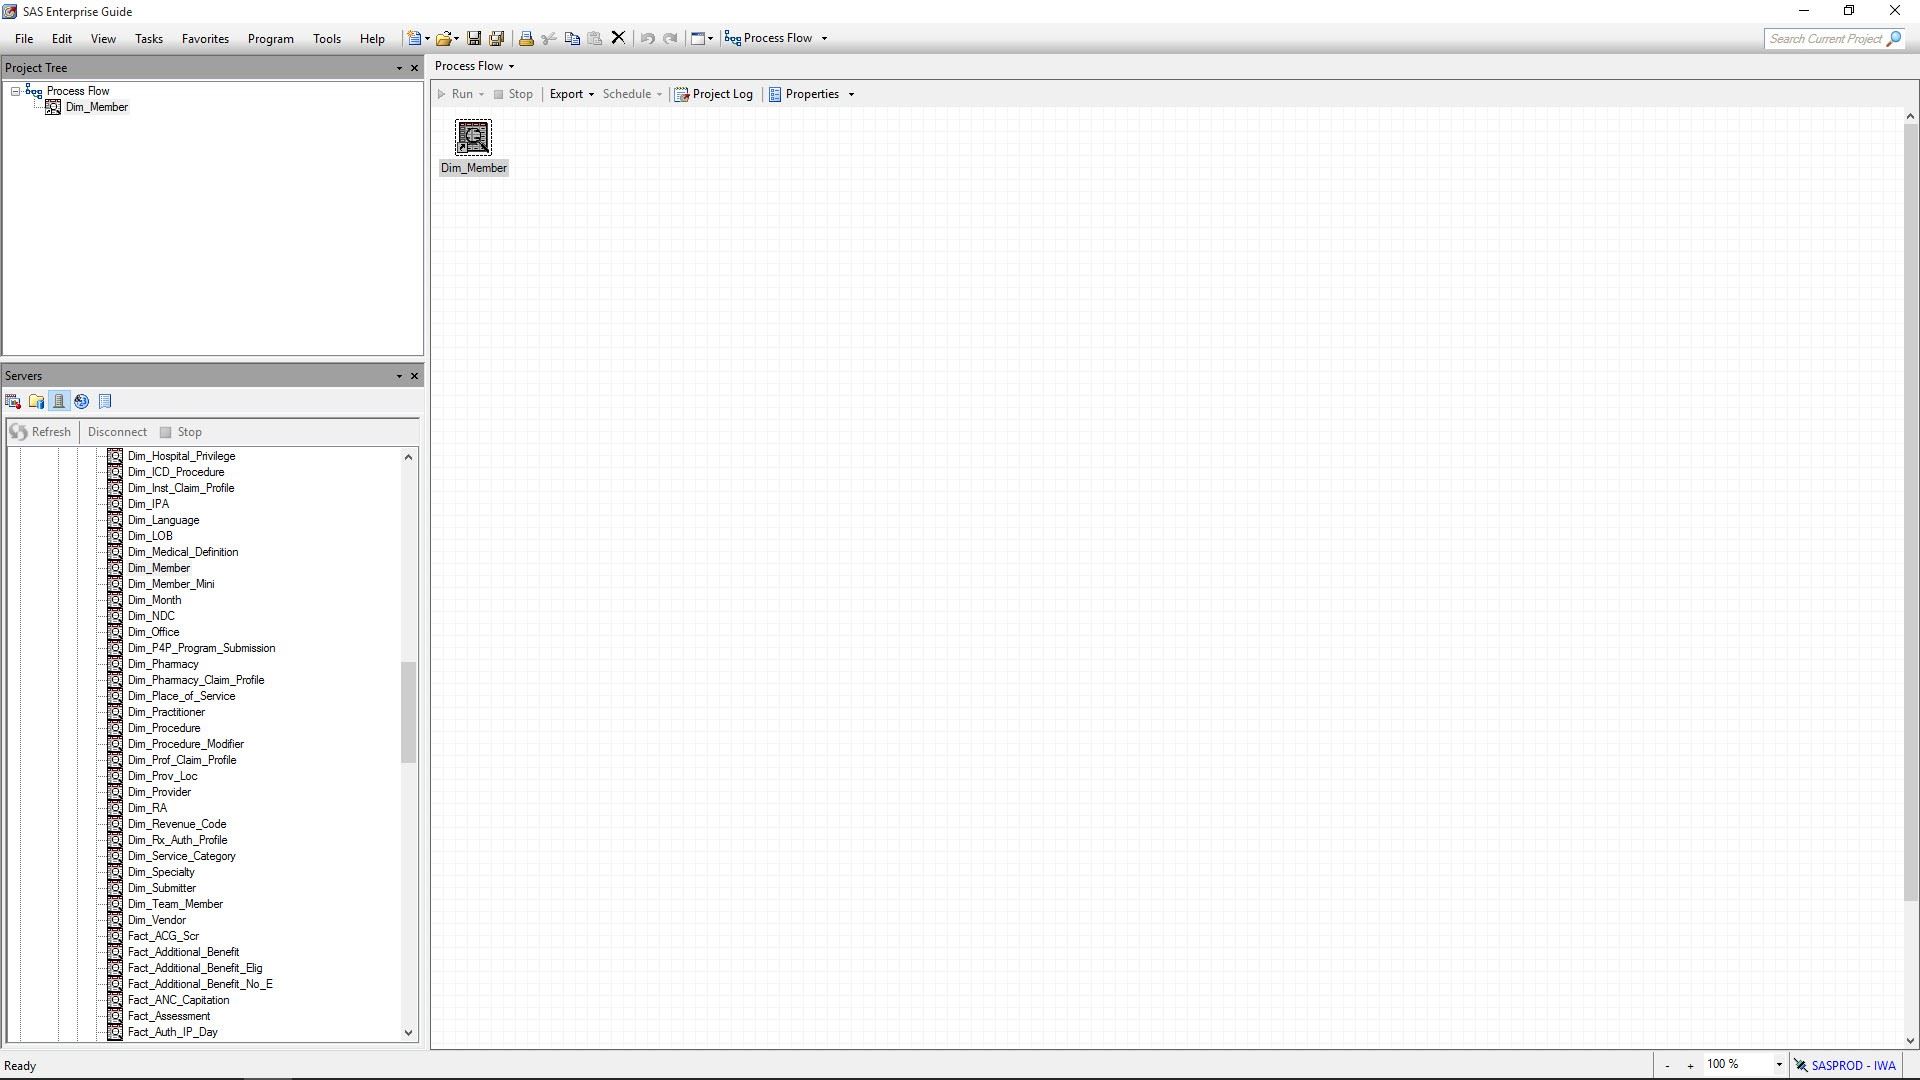 SAS Enterprise Guide
File Edit View Tasks Favorites Program Tools Help Process Flow Search Current Project
Project Tree
Process Flow
Dim_Member
Process Flow
Run Stop Export Schedule Project Log Properties
Dim_Member
Servers
Refresh Disconnect Stop
Dim_Hospital_Privilege
Dim_ICD_Procedure
Dim_Inst_Claim_Profile
Dim_IPA
Dim_Language
Dim_LOB
Dim_Medical_Definition
Dim_Member
Dim_Member_Mini
Dim_Month
Dim_NDC
Dim_Office
Dim_P4P_Program_Submission
Dim_Pharmacy
Dim_Pharmacy_Claim_Profile
Dim_Place_of_Service
Dim_Practitioner
Dim_Procedure
Dim_Procedure_Modifier
Dim_Prof_Claim_Profile
Dim_Prov_Loc
Dim_Provider
Dim_RA
Dim_Revenue_Code
Dim_Rx_Auth_Profile
Dim_Service_Category
Dim_Specialty
Dim_Submitter
Dim_Team_Member
Dim_Vendor
Fact_ACG_Scr
Fact_Additional_Benefit
Fact_Additional_Benefit_Elig
Fact_Additional_Benefit_No_E
Fact_ANC_Capitation
Fact_Assessment
Fact_Auth_IP_Day
Ready - + 100 % SASPROD - IWA